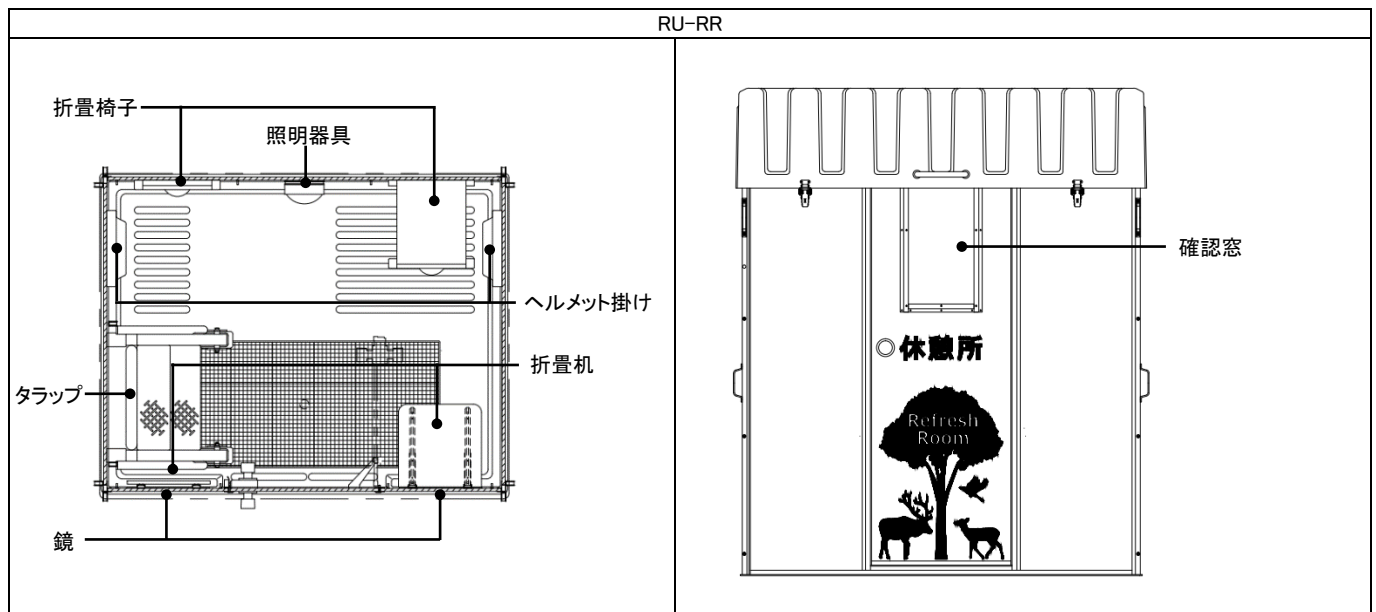 RU-RR
折畳椅子
照明器具
ヘルメット掛け
折畳机
タラップ
鏡
確認窓
休憩所
Refresh
Room